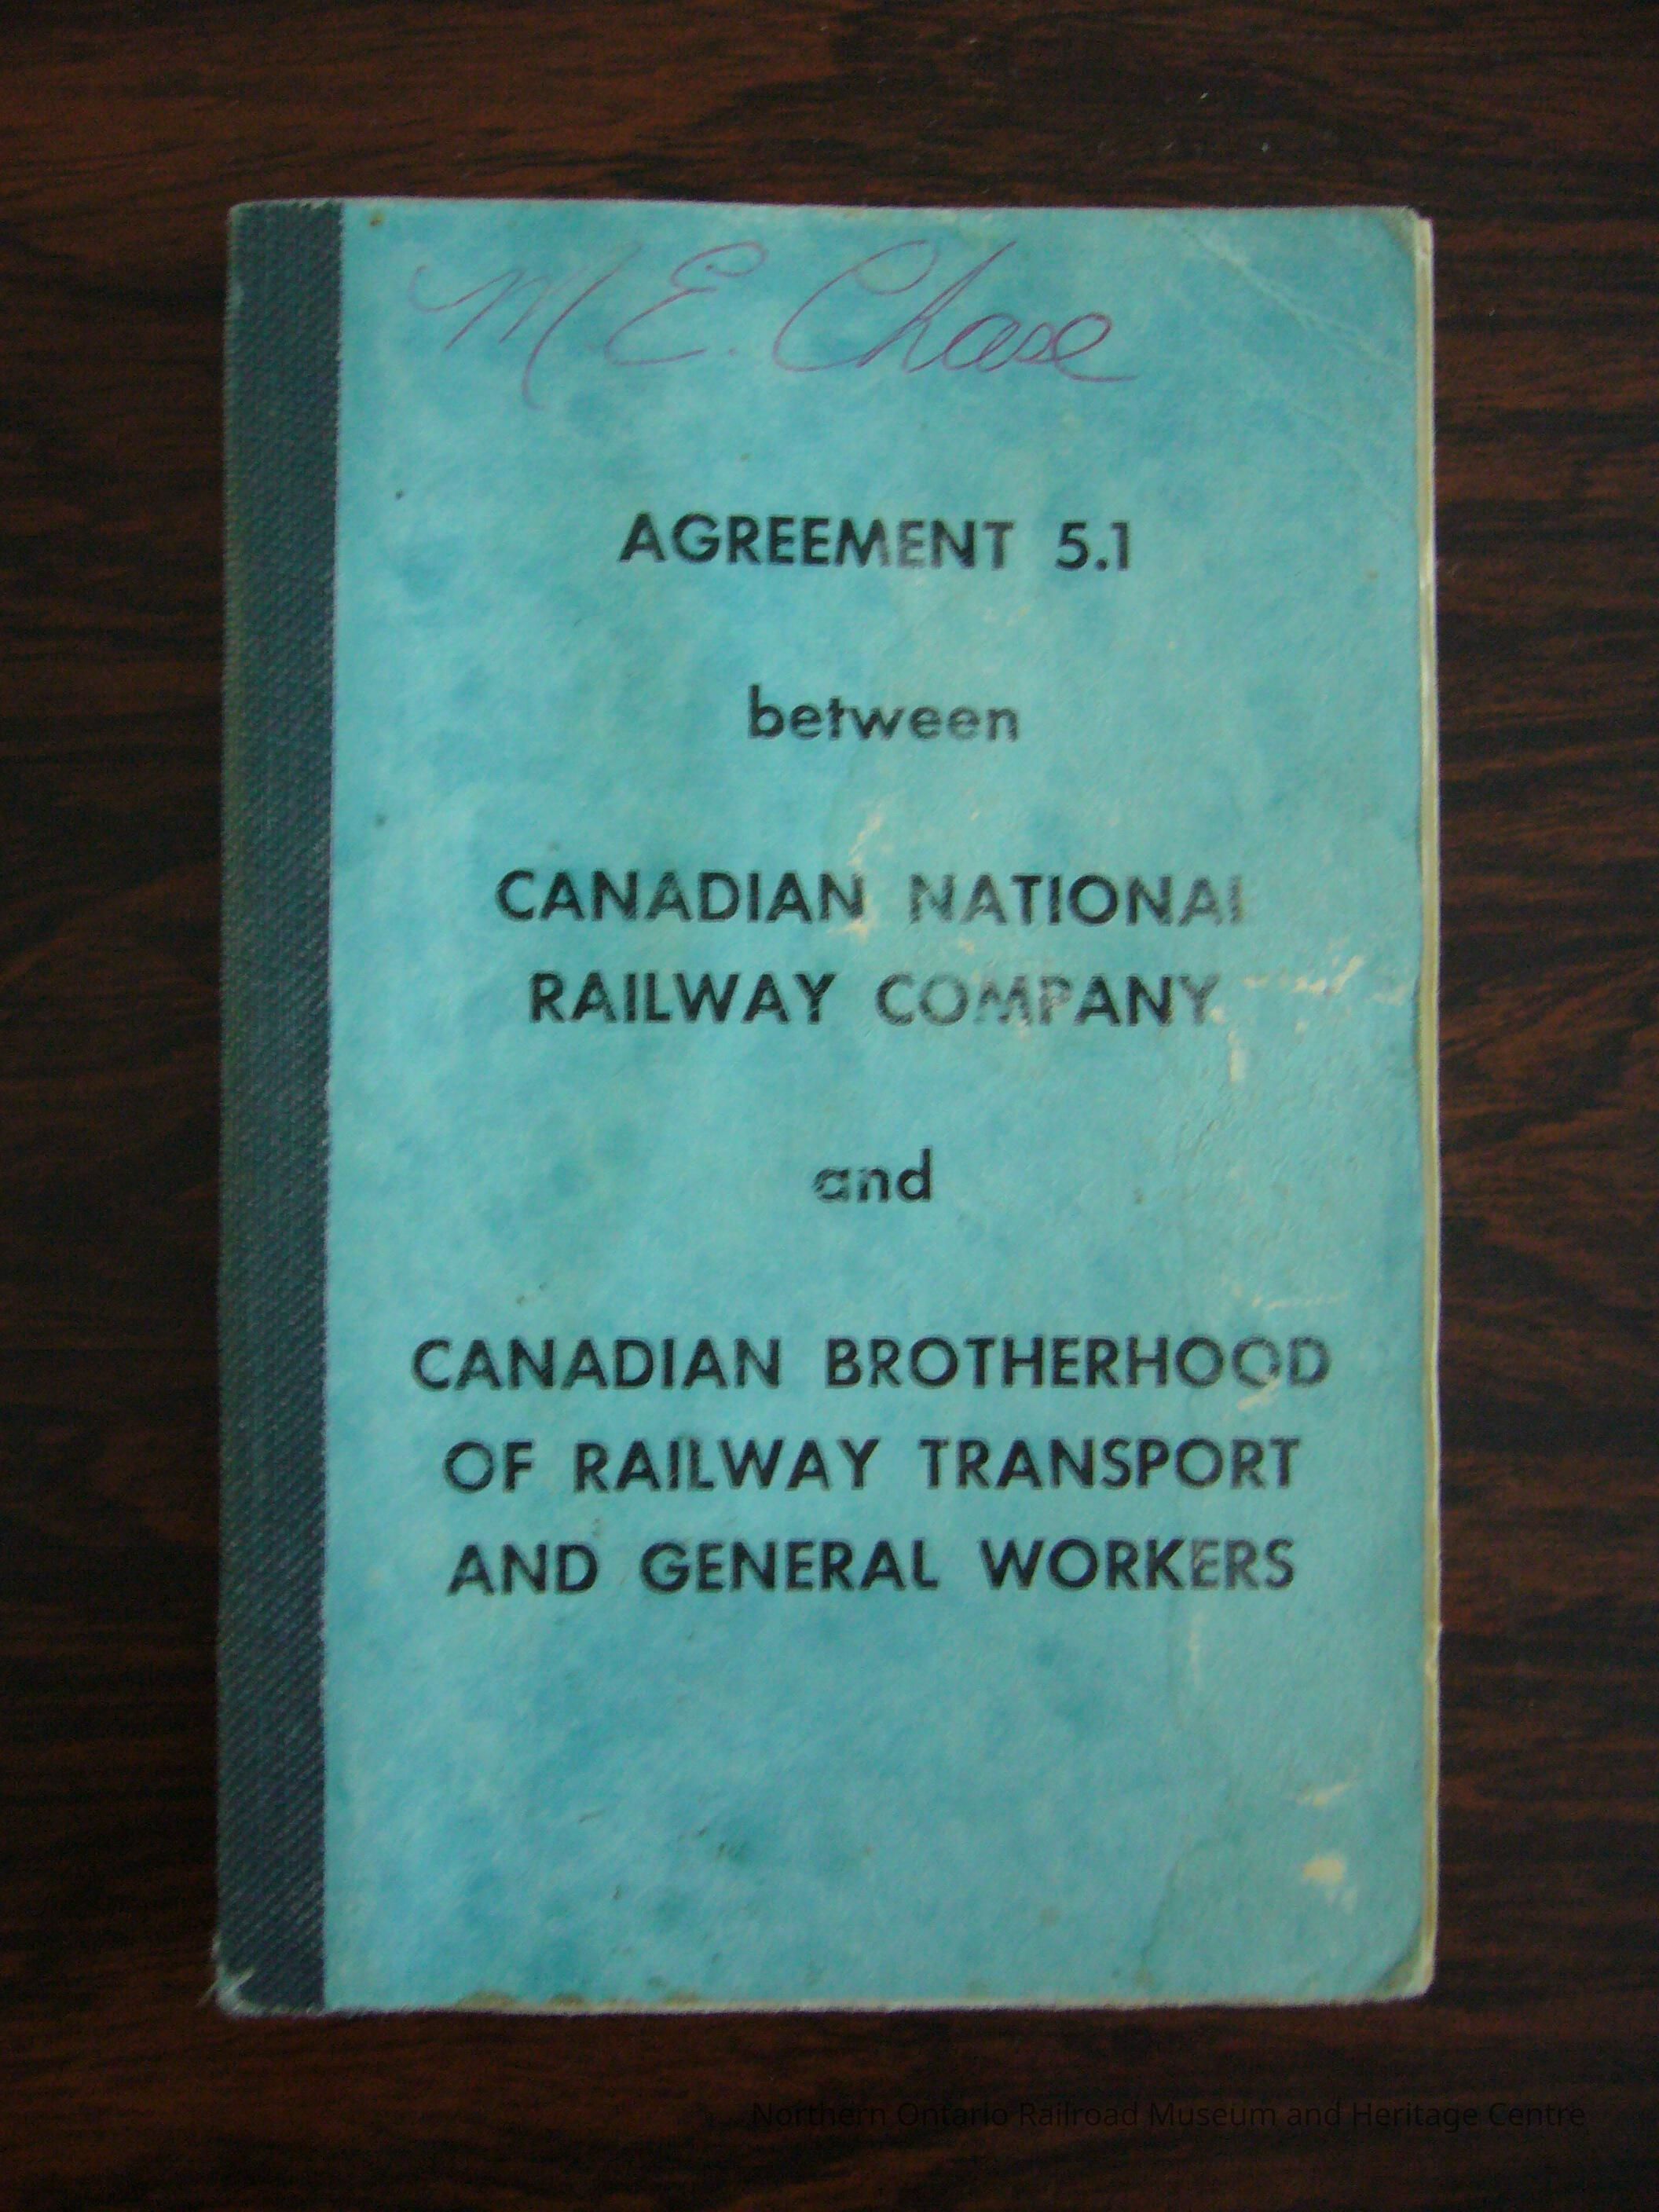 M.E. Chase
AGREEMENT 5.1
between
CANADIAN NATIONAL
RAILWAY COMPANY
and
CANADIAN BROTHERHOOD
OF RAILWAY TRANSPORT
AND GENERAL WORKERS
Northern Ontario Railroad Museum and Heritage Centre